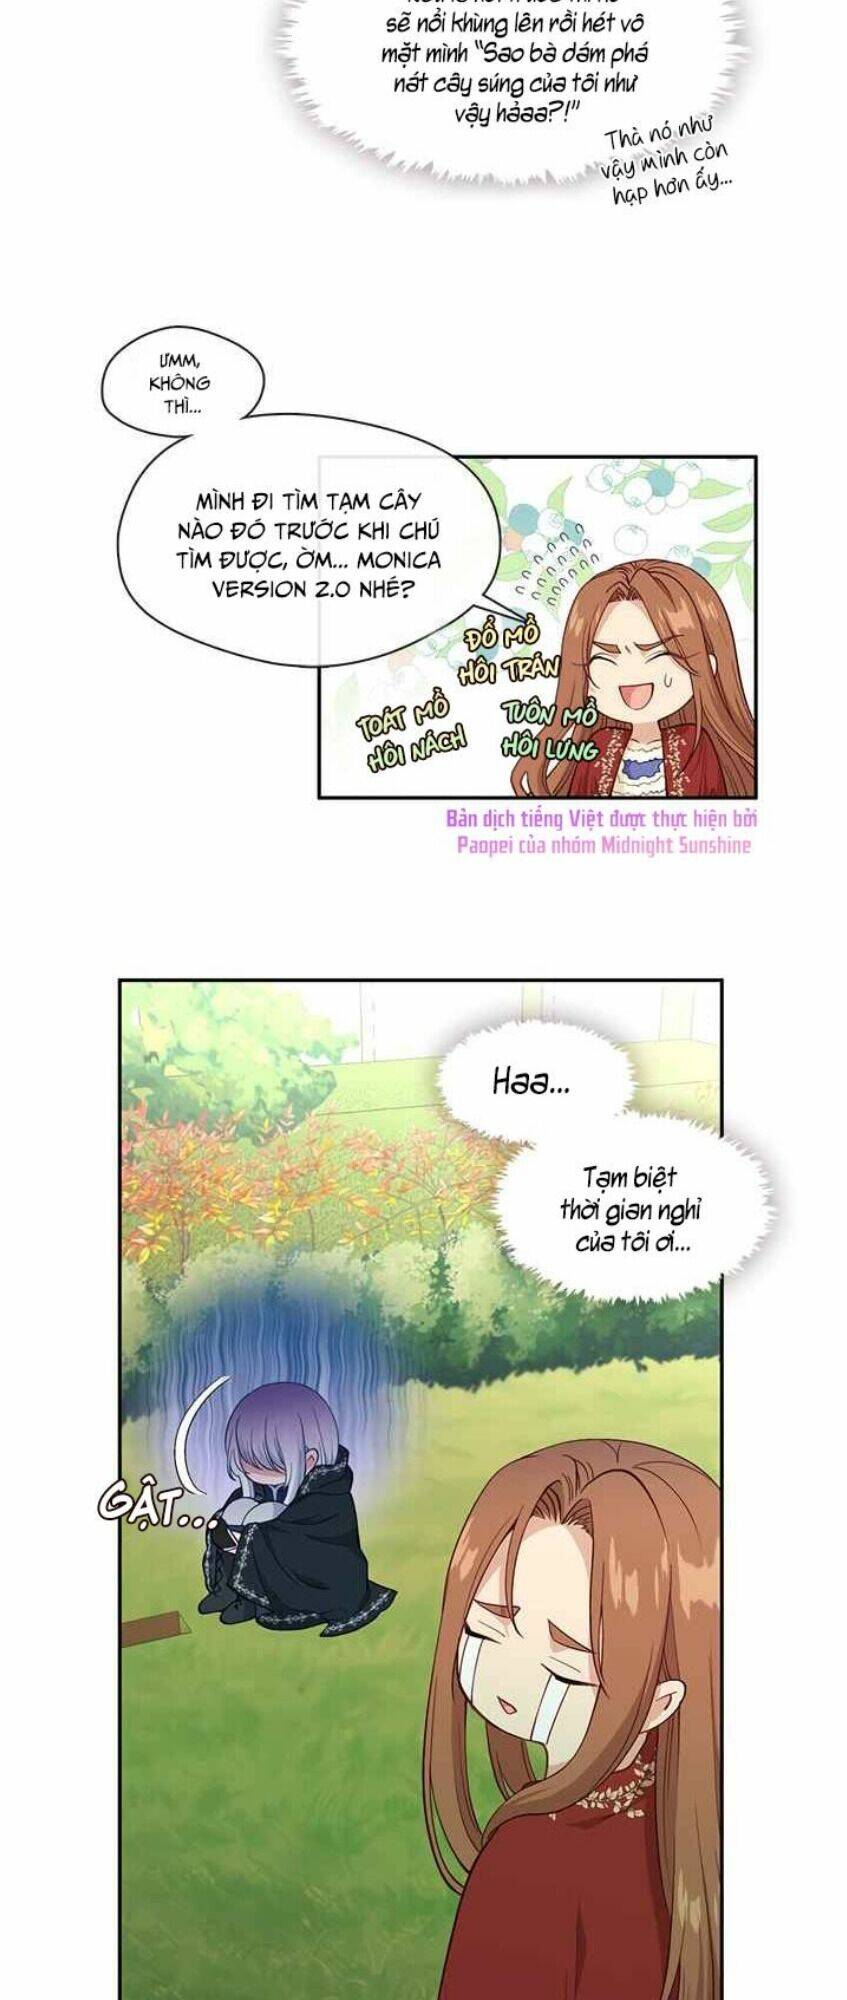 sẽ nổi khùng lên rồi hét vô
mặt mình "Sao bà dám phá
nát cây súng của tôi như
vậy hảaa?!"
Thà nó như
vậy mình còn
hạp hơn ấy...
ƯMM,
KHÔNG
THÌ...
MÌNH ĐI TÌM TẠM CÂY
NÀO ĐÓ TRƯỚC KHI CHÚ
TÌM ĐƯỢC, ỜM... MONICA
VERSION 2.0 NHÉ?
ĐỔ MỒ
HÔI TRÁN
TOÁT MỒ
HÔI NÁCH
TUÔN MỒ
HÔI LƯNG
Bản dịch tiếng Việt được thực hiện bởi
Paopei của nhóm Midnight Sunshine
Haa...
Tạm biệt
thời gian nghỉ
của tôi ơi...
GẬT...